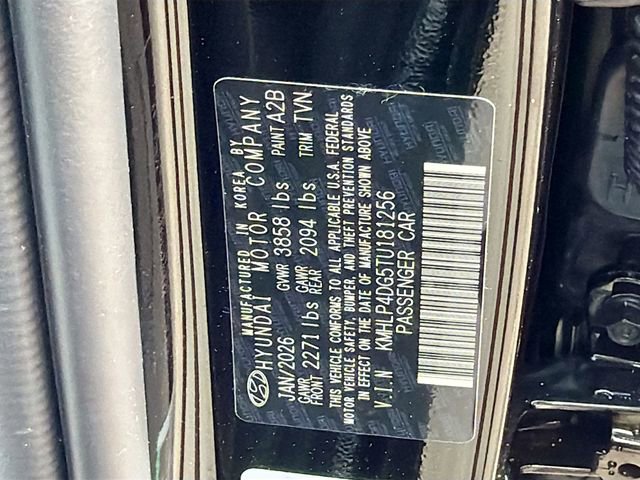 MANUFACTURED IN KOREA BY
HYUNDAI MOTOR COMPANY
JAN/2026 GVWR 3858 lbs PAINT A2B
GAWR FRONT 2271 lbs GAWR REAR 2094 lbs TRIM TVN
THIS VEHICLE CONFORMS TO ALL APPLICABLE U.S.A. FEDERAL
MOTOR VEHICLE SAFETY, BUMPER, AND THEFT PREVENTION STANDARDS
IN EFFECT ON THE DATE OF MANUFACTURE SHOWN ABOVE
V.I.N KMHLP4DG5TU181256
PASSENGER CAR